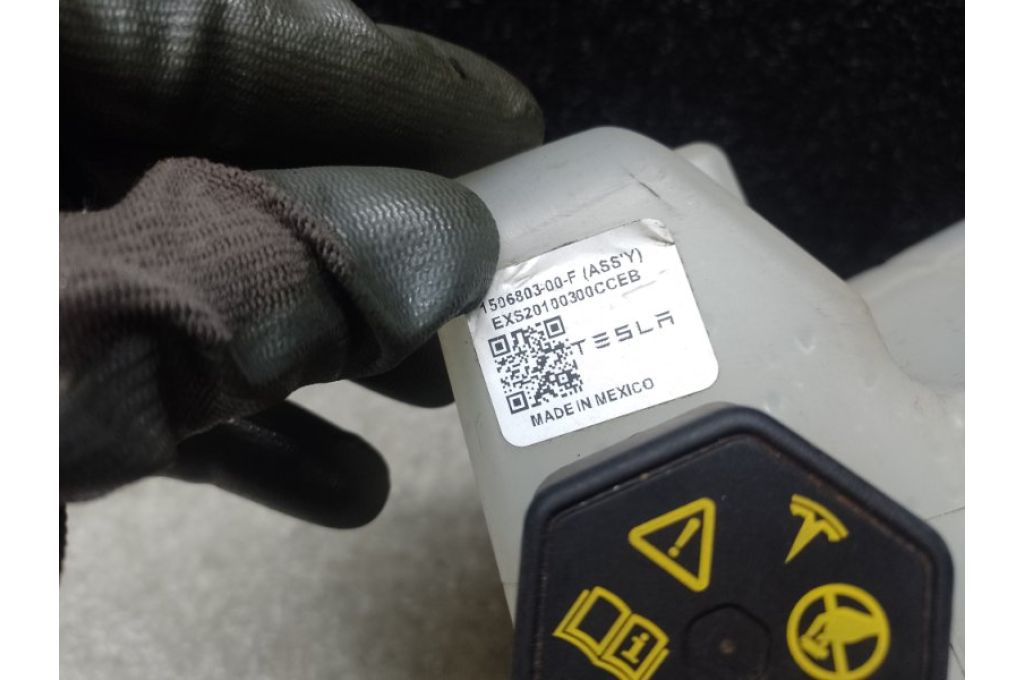 1506803-00-F (ASS'Y)
EXS20100300CCEB
TESLA
MADE IN MEXICO